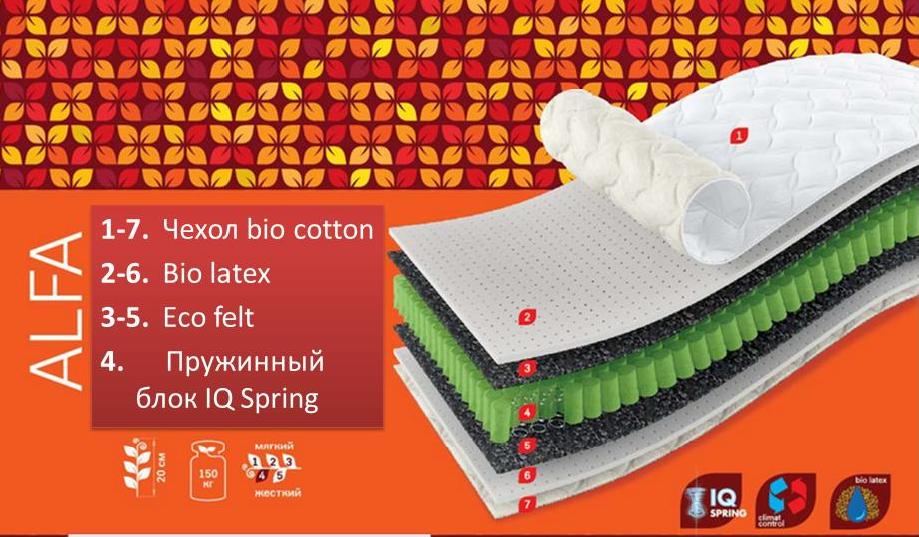 ALFA
1-7. Чехол bio cotton
2-6. Bio latex
3-5. Eco felt
4. Пружинный
блок IQ Spring
20 см
150
кг
мягкий
1 2 3
4 5
жесткий
1
2
3
4
5
6
7
IQ
SPRING
climat
control
bio latex